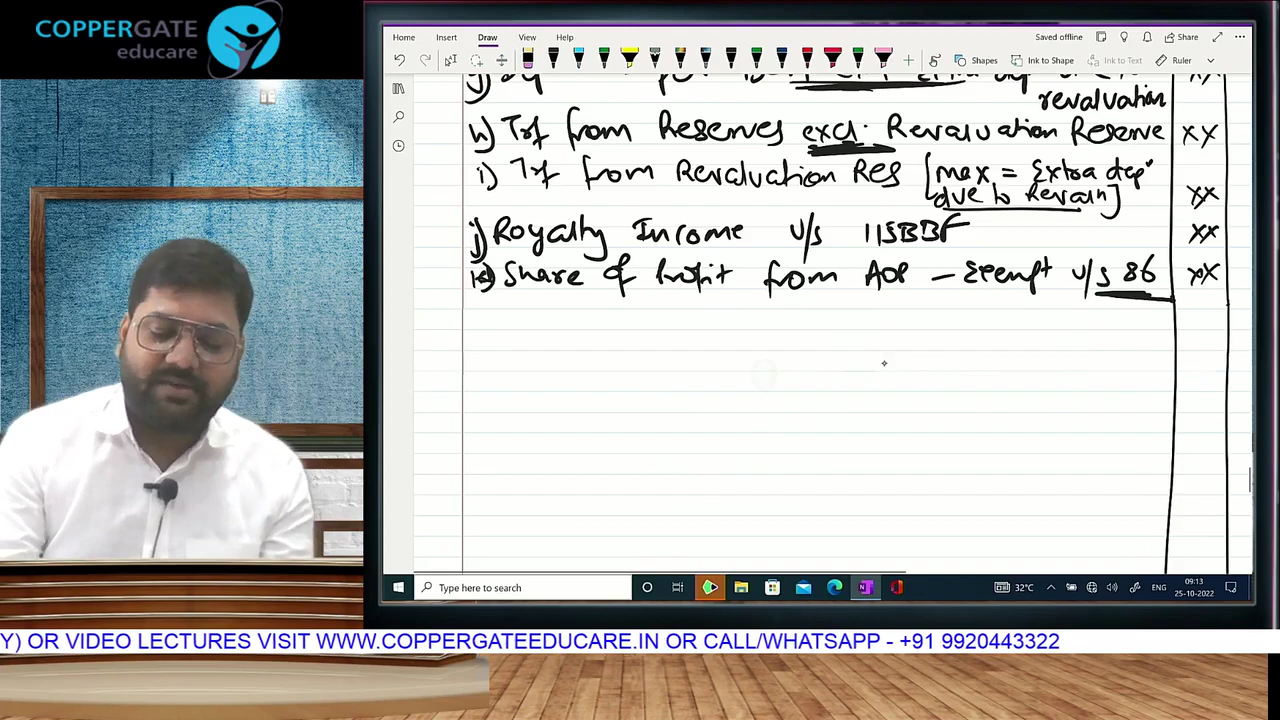 COPPERGATE
educare
Home Insert Draw View Help
Saved offline
Share
Shapes
Ink to Shape
Ink to Text
Ruler
revaluation
h) Trf from Reserves excl. Revaluation Reserve xx
i) Trf from Revaluation Res [max = Extra dep
due to Revaln] xx
j) Royalty Income u/s 115BBF xx
k) Share of Profit from AOP – Exempt u/s 86 xx
Type here to search
32°C
ENG
09:13
25-10-2022
Y) OR VIDEO LECTURES VISIT WWW.COPPERGATEEDUCARE.IN OR CALL/WHATSAPP - +91 9920443322